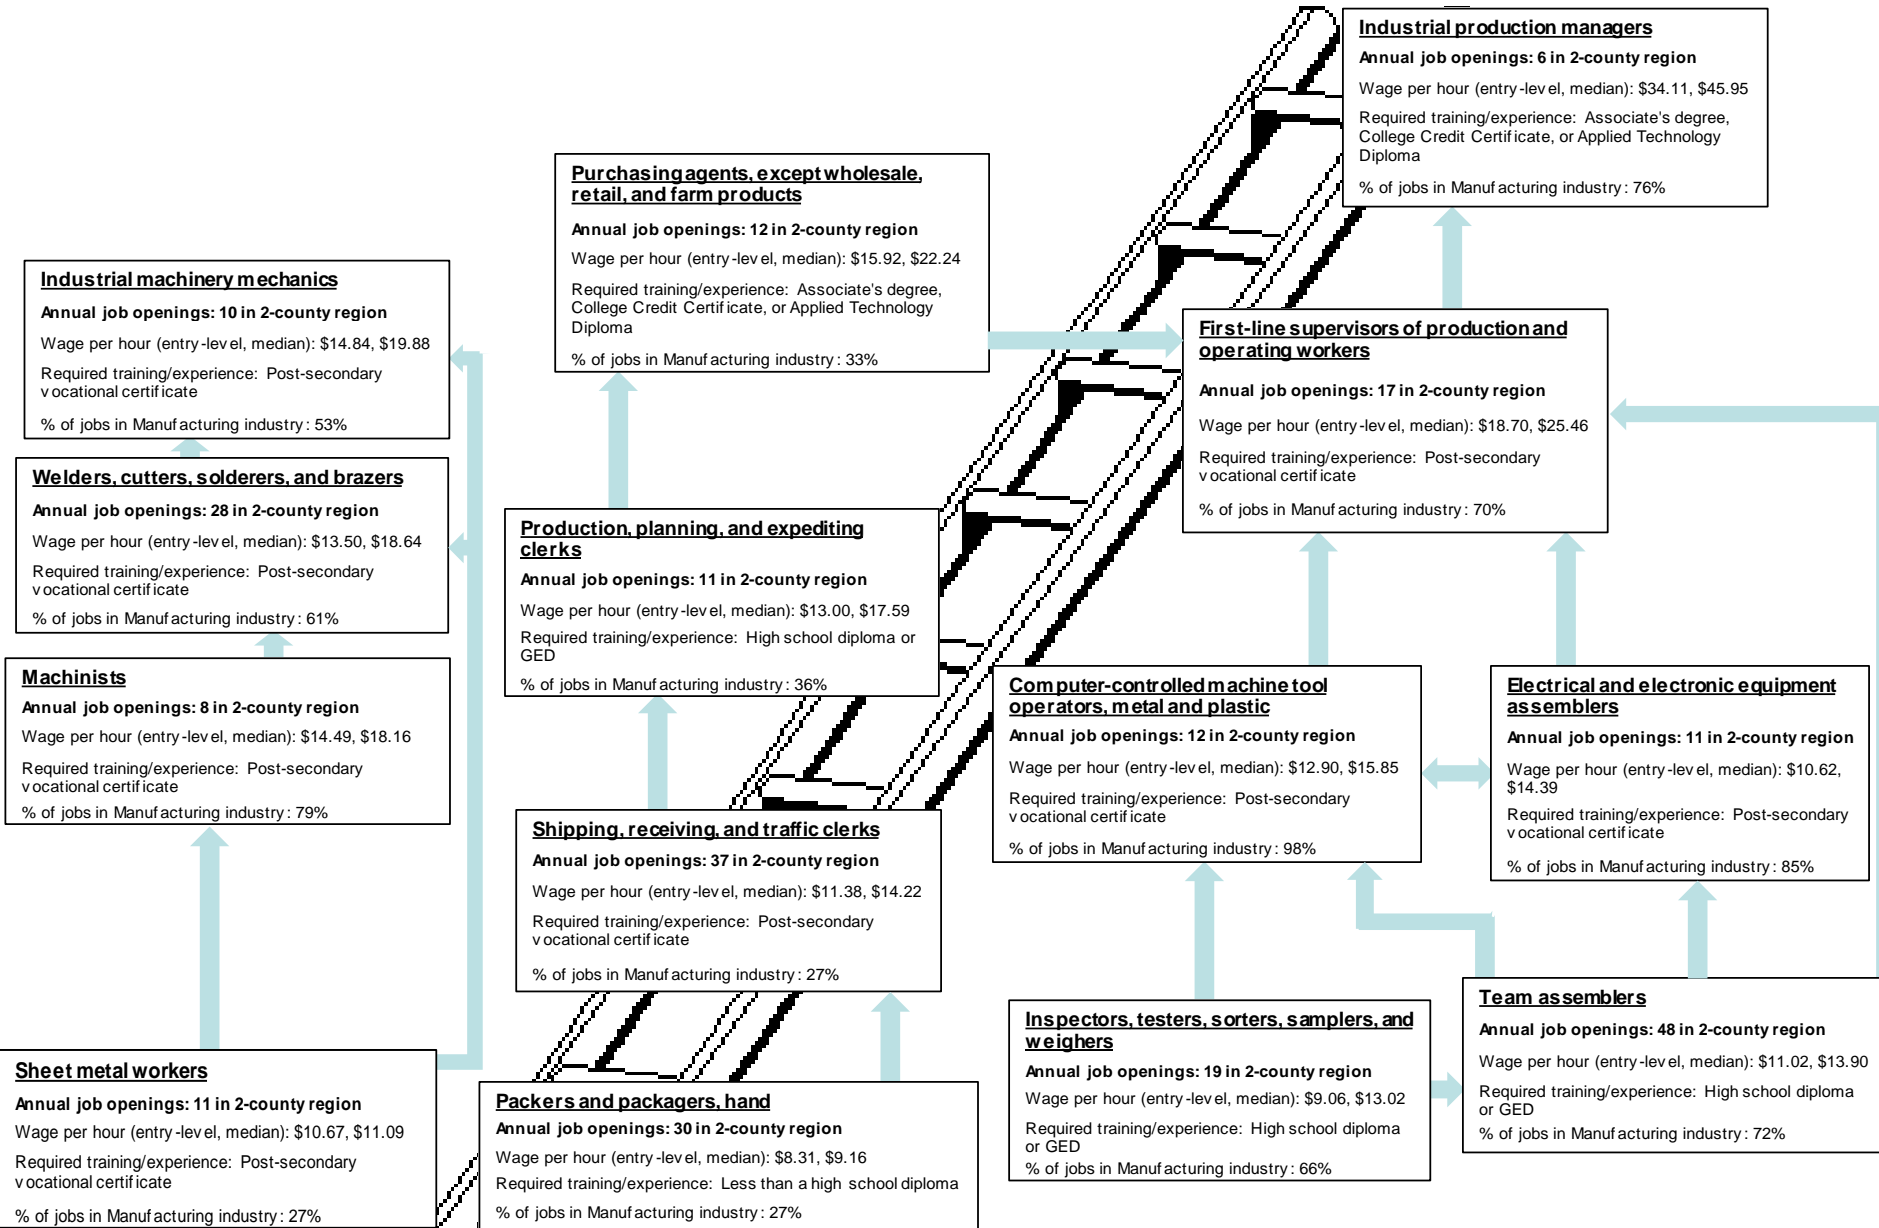 Industrial production managers
Annual job openings: 6 in 2-county region
Wage per hour (entry-level, median): $34.11, $45.95
Required training/experience: Associate's degree,
College Credit Certificate, or Applied Technology
Diploma
% of jobs in Manufacturing industry: 76%
Purchasing agents, except wholesale,
retail, and farm products
Annual job openings: 12 in 2-county region
Wage per hour (entry-level, median): $15.92, $22.24
Required training/experience: Associate's degree,
College Credit Certificate, or Applied Technology
Diploma
% of jobs in Manufacturing industry: 33%
Industrial machinery mechanics
Annual job openings: 10 in 2-county region
Wage per hour (entry-level, median): $14.84, $19.88
Required training/experience: Post-secondary
vocational certificate
% of jobs in Manufacturing industry: 53%
First-line supervisors of production and
operating workers
Annual job openings: 17 in 2-county region
Wage per hour (entry-level, median): $18.70, $25.46
Required training/experience: Post-secondary
vocational certificate
% of jobs in Manufacturing industry: 70%
Welders, cutters, solderers, and brazers
Annual job openings: 28 in 2-county region
Wage per hour (entry-level, median): $13.50, $18.64
Required training/experience: Post-secondary
vocational certificate
% of jobs in Manufacturing industry: 61%
Production, planning, and expediting
clerks
Annual job openings: 11 in 2-county region
Wage per hour (entry-level, median): $13.00, $17.59
Required training/experience: High school diploma or
GED
% of jobs in Manufacturing industry: 36%
Machinists
Annual job openings: 8 in 2-county region
Wage per hour (entry-level, median): $14.49, $18.16
Required training/experience: Post-secondary
vocational certificate
% of jobs in Manufacturing industry: 79%
Computer-controlled machine tool
operators, metal and plastic
Annual job openings: 12 in 2-county region
Wage per hour (entry-level, median): $12.90, $15.85
Required training/experience: Post-secondary
vocational certificate
% of jobs in Manufacturing industry: 98%
Electrical and electronic equipment
assemblers
Annual job openings: 11 in 2-county region
Wage per hour (entry-level, median): $10.62,
$14.39
Required training/experience: Post-secondary
vocational certificate
% of jobs in Manufacturing industry: 85%
Shipping, receiving, and traffic clerks
Annual job openings: 37 in 2-county region
Wage per hour (entry-level, median): $11.38, $14.22
Required training/experience: Post-secondary
vocational certificate
% of jobs in Manufacturing industry: 27%
Team assemblers
Annual job openings: 48 in 2-county region
Wage per hour (entry-level, median): $11.02, $13.90
Required training/experience: High school diploma
or GED
% of jobs in Manufacturing industry: 72%
Inspectors, testers, sorters, samplers, and
weighers
Annual job openings: 19 in 2-county region
Wage per hour (entry-level, median): $9.06, $13.02
Required training/experience: High school diploma
or GED
% of jobs in Manufacturing industry: 66%
Sheet metal workers
Annual job openings: 11 in 2-county region
Wage per hour (entry-level, median): $10.67, $11.09
Required training/experience: Post-secondary
vocational certificate
% of jobs in Manufacturing industry: 27%
Packers and packagers, hand
Annual job openings: 30 in 2-county region
Wage per hour (entry-level, median): $8.31, $9.16
Required training/experience: Less than a high school diploma
% of jobs in Manufacturing industry: 27%